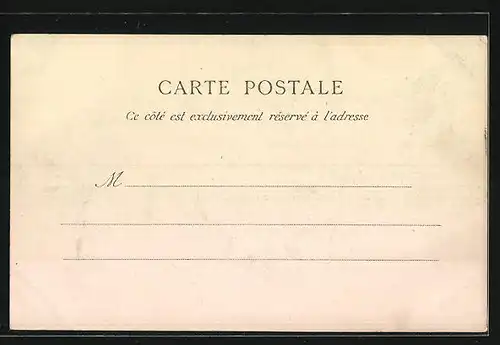 CARTE POSTALE
Ce côté est exclusivement réservé à l'adresse
M